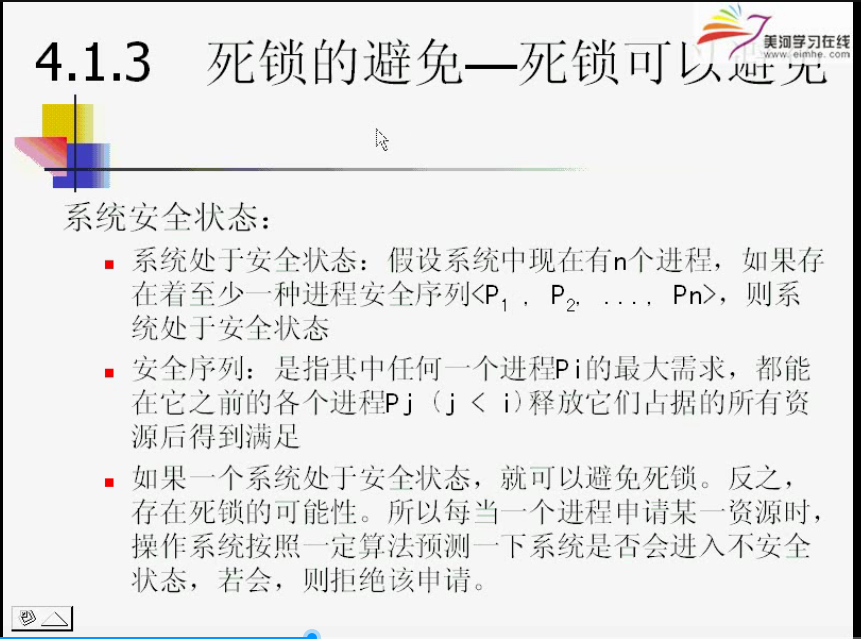 美河学习在线
www.eimhe.com
4.1.3 死锁的避免—死锁可以避免
系统安全状态：
系统处于安全状态：假设系统中现在有n个进程，如果存
在着至少一种进程安全序列<P1 , P2, ..., Pn>，则系
统处于安全状态
安全序列：是指其中任何一个进程Pi的最大需求，都能
在它之前的各个进程Pj（j < i)释放它们占据的所有资
源后得到满足
如果一个系统处于安全状态，就可以避免死锁。反之，
存在死锁的可能性。所以每当一个进程申请某一资源时，
操作系统按照一定算法预测一下系统是否会进入不安全
状态，若会，则拒绝该申请。